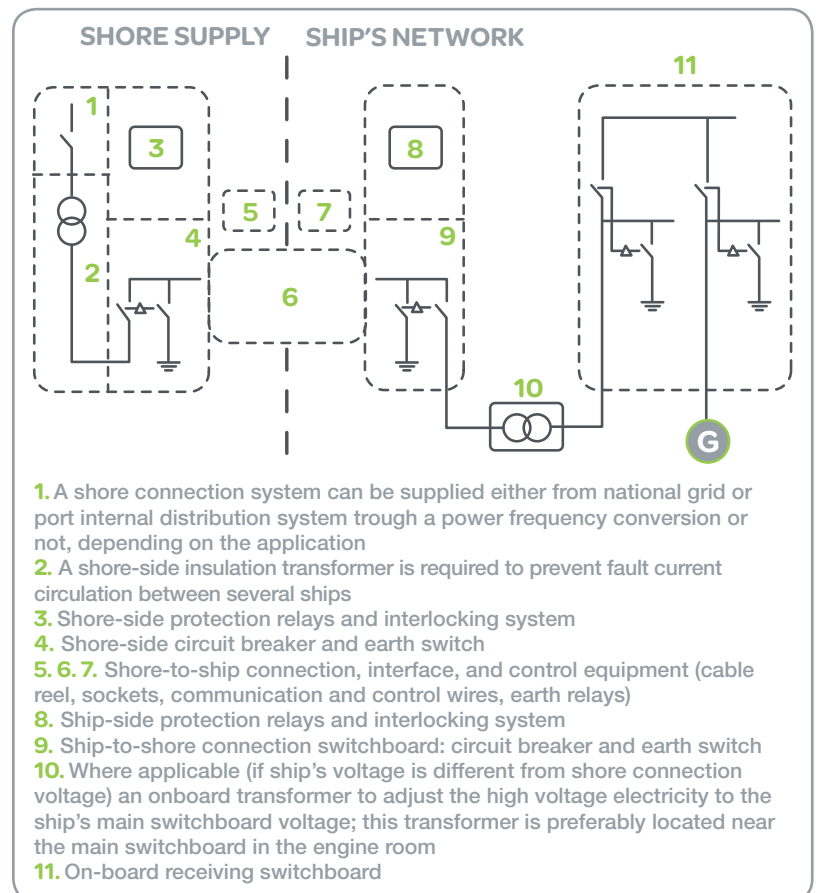 SHORE SUPPLY SHIP'S NETWORK
11
1
3
8
5
7
4
9
2
6
10
G
1. A shore connection system can be supplied either from national grid or
port internal distribution system trough a power frequency conversion or
not, depending on the application
2. A shore-side insulation transformer is required to prevent fault current
circulation between several ships
3. Shore-side protection relays and interlocking system
4. Shore-side circuit breaker and earth switch
5. 6. 7. Shore-to-ship connection, interface, and control equipment (cable
reel, sockets, communication and control wires, earth relays)
8. Ship-side protection relays and interlocking system
9. Ship-to-shore connection switchboard: circuit breaker and earth switch
10. Where applicable (if ship's voltage is different from shore connection
voltage) an onboard transformer to adjust the high voltage electricity to the
ship's main switchboard voltage; this transformer is preferably located near
the main switchboard in the engine room
11. On-board receiving switchboard